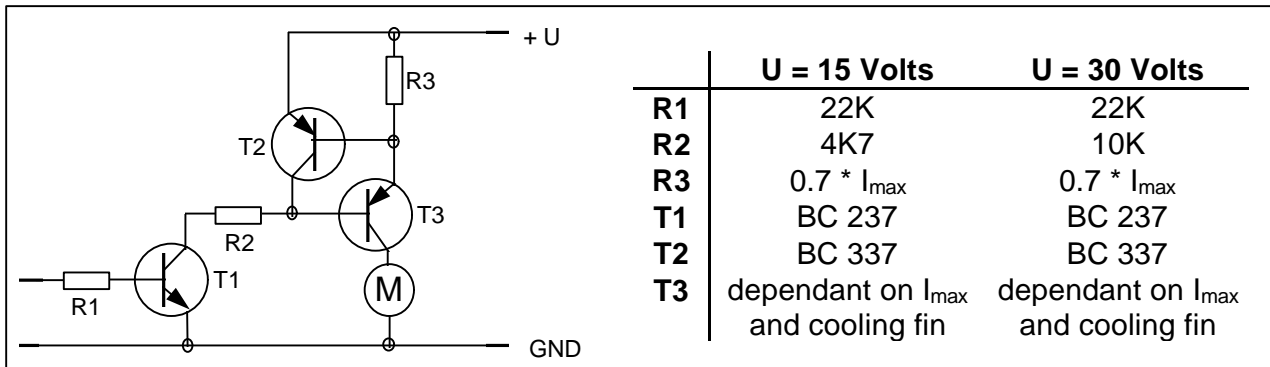 + U
R3
T2
T3
R2
T1
R1
M
GND
U = 15 Volts U = 30 Volts
R1 22K 22K
R2 4K7 10K
R3 0.7 * Imax 0.7 * Imax
T1 BC 237 BC 237
T2 BC 337 BC 337
T3 dependant on Imax dependant on Imax
and cooling fin and cooling fin